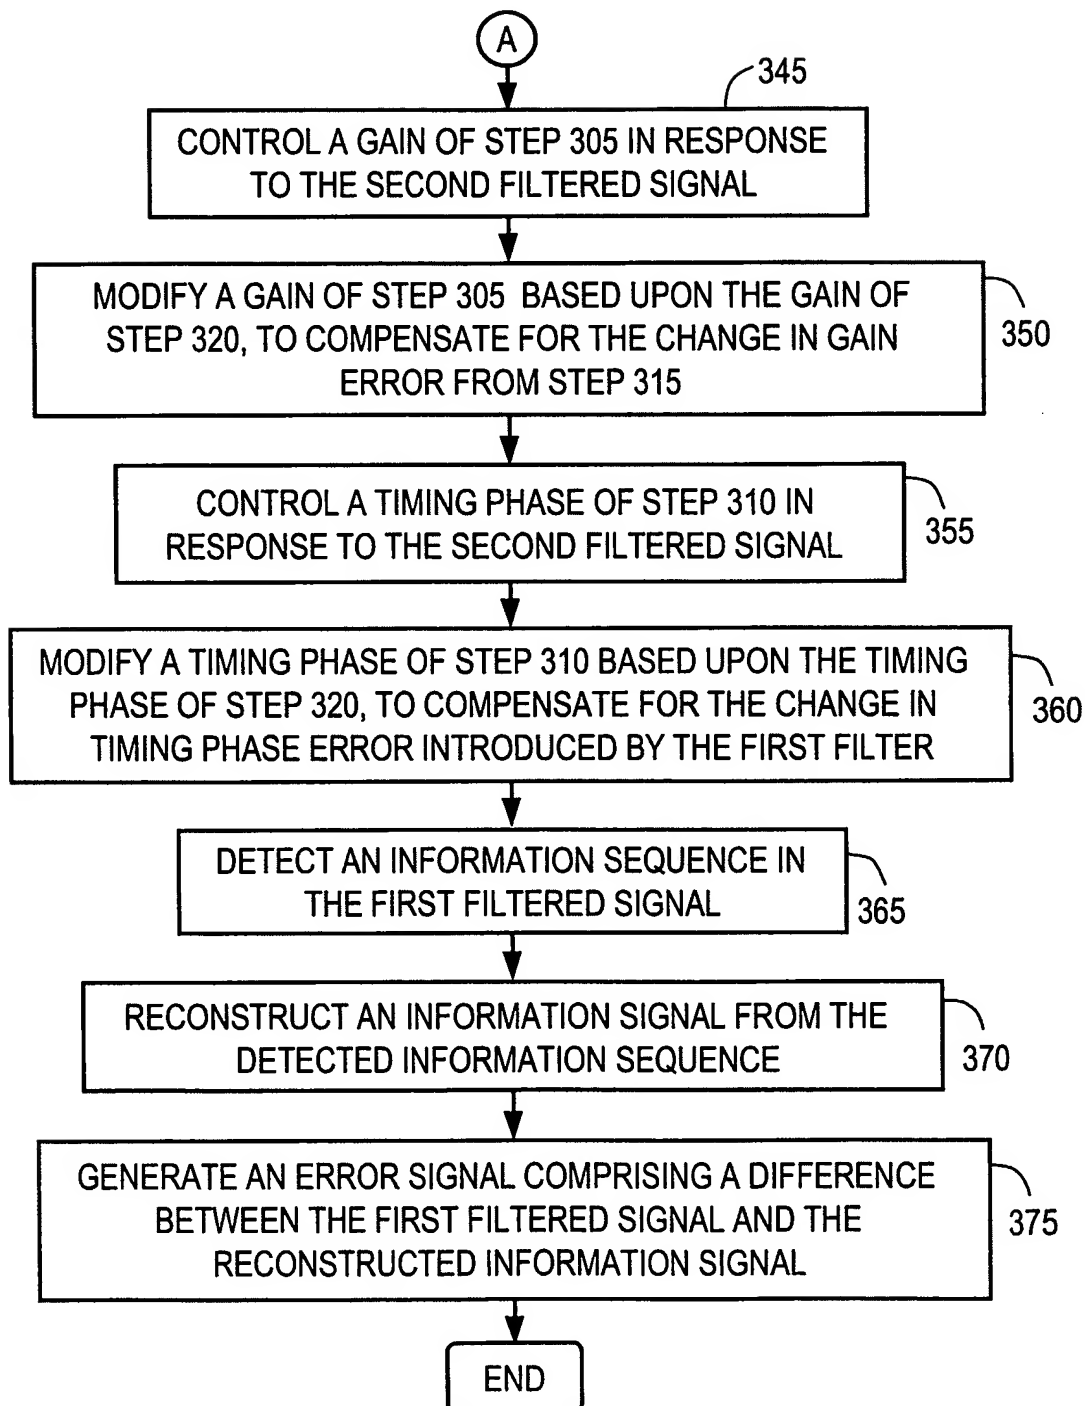 A
345
CONTROL A GAIN OF STEP 305 IN RESPONSE
TO THE SECOND FILTERED SIGNAL
MODIFY A GAIN OF STEP 305 BASED UPON THE GAIN OF
STEP 320, TO COMPENSATE FOR THE CHANGE IN GAIN
ERROR FROM STEP 315
350
CONTROL A TIMING PHASE OF STEP 310 IN
RESPONSE TO THE SECOND FILTERED SIGNAL
355
MODIFY A TIMING PHASE OF STEP 310 BASED UPON THE TIMING
PHASE OF STEP 320, TO COMPENSATE FOR THE CHANGE IN
TIMING PHASE ERROR INTRODUCED BY THE FIRST FILTER
360
DETECT AN INFORMATION SEQUENCE IN
THE FIRST FILTERED SIGNAL
365
RECONSTRUCT AN INFORMATION SIGNAL FROM THE
DETECTED INFORMATION SEQUENCE
370
GENERATE AN ERROR SIGNAL COMPRISING A DIFFERENCE
BETWEEN THE FIRST FILTERED SIGNAL AND THE
RECONSTRUCTED INFORMATION SIGNAL
375
END